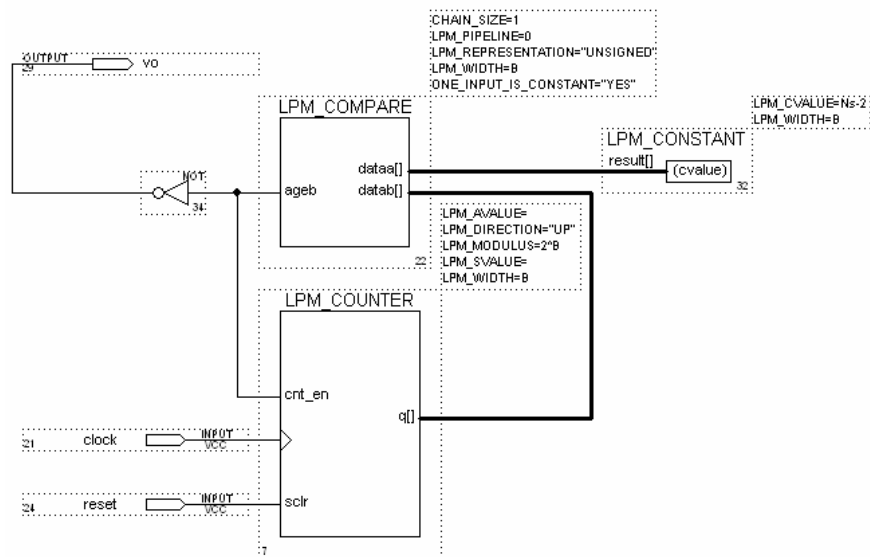 CHAIN_SIZE=1
LPM_PIPELINE=0
LPM_REPRESENTATION="UNSIGNED"
LPM_WIDTH=B
ONE_INPUT_IS_CONSTANT="YES"
OUTPUT
29
VO
LPM_COMPARE
LPM_CVALUE=Ns-2
LPM_WIDTH=B
LPM_CONSTANT
result[]
(cvalue)
32
dataa[]
datab[]
ageb
22
NOT
34
LPM_AVALUE=
LPM_DIRECTION="UP"
LPM_MODULUS=2^B
LPM_SVALUE=
LPM_WIDTH=B
LPM_COUNTER
cnt_en
q[]
21
clock
INPUT
VCC
24
reset
INPUT
VCC
sclr
7